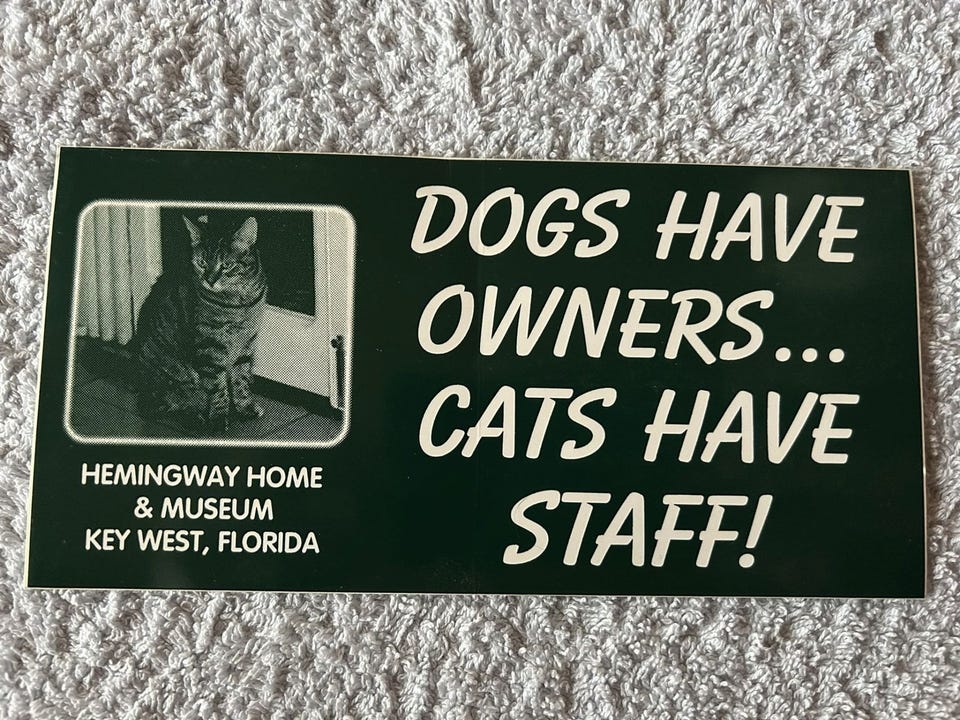 DOGS HAVE
OWNERS...
CATS HAVE
STAFF!
HEMINGWAY HOME
& MUSEUM
KEY WEST, FLORIDA